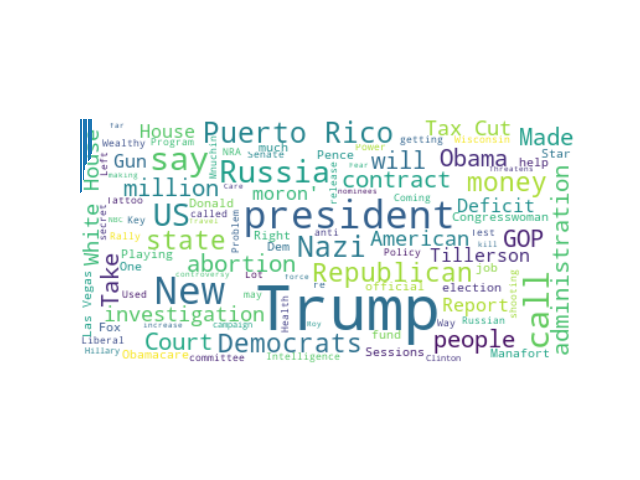 far
House
Puerto Rico
Tax Cut
Made
Wealthy
Program
NRA
Senate
much
Power
getting
Wisconsin
Left
Gun
say
Russia
Pence
will
Obama
help
Star
Threatens
making
million
Care
moron'
release
Fear
contract
nominees
money
White House
Tattoo
secret
Donald
called
travel
Mnuchin
president
Coming
Deficit
Congresswoman
NBC
Key
US
Rally
state
Problem
Right
Dem
Nazi
American
Test
kill
GOP
administration
Playing
One
abortion
Policy
Tillerson
Take
controversy
Lot
force
anti
re
Republican
official
job
election
shooting
call
Las Vegas
Used
New
may
Health
Trump
Report
investigation
Fox
increase
campaign
Roy
Way
Russian
Liberal
Court
Democrats
fund
people
Hillary
Obamacare
committee
Intelligence
Sessions
Clinton
Manafort